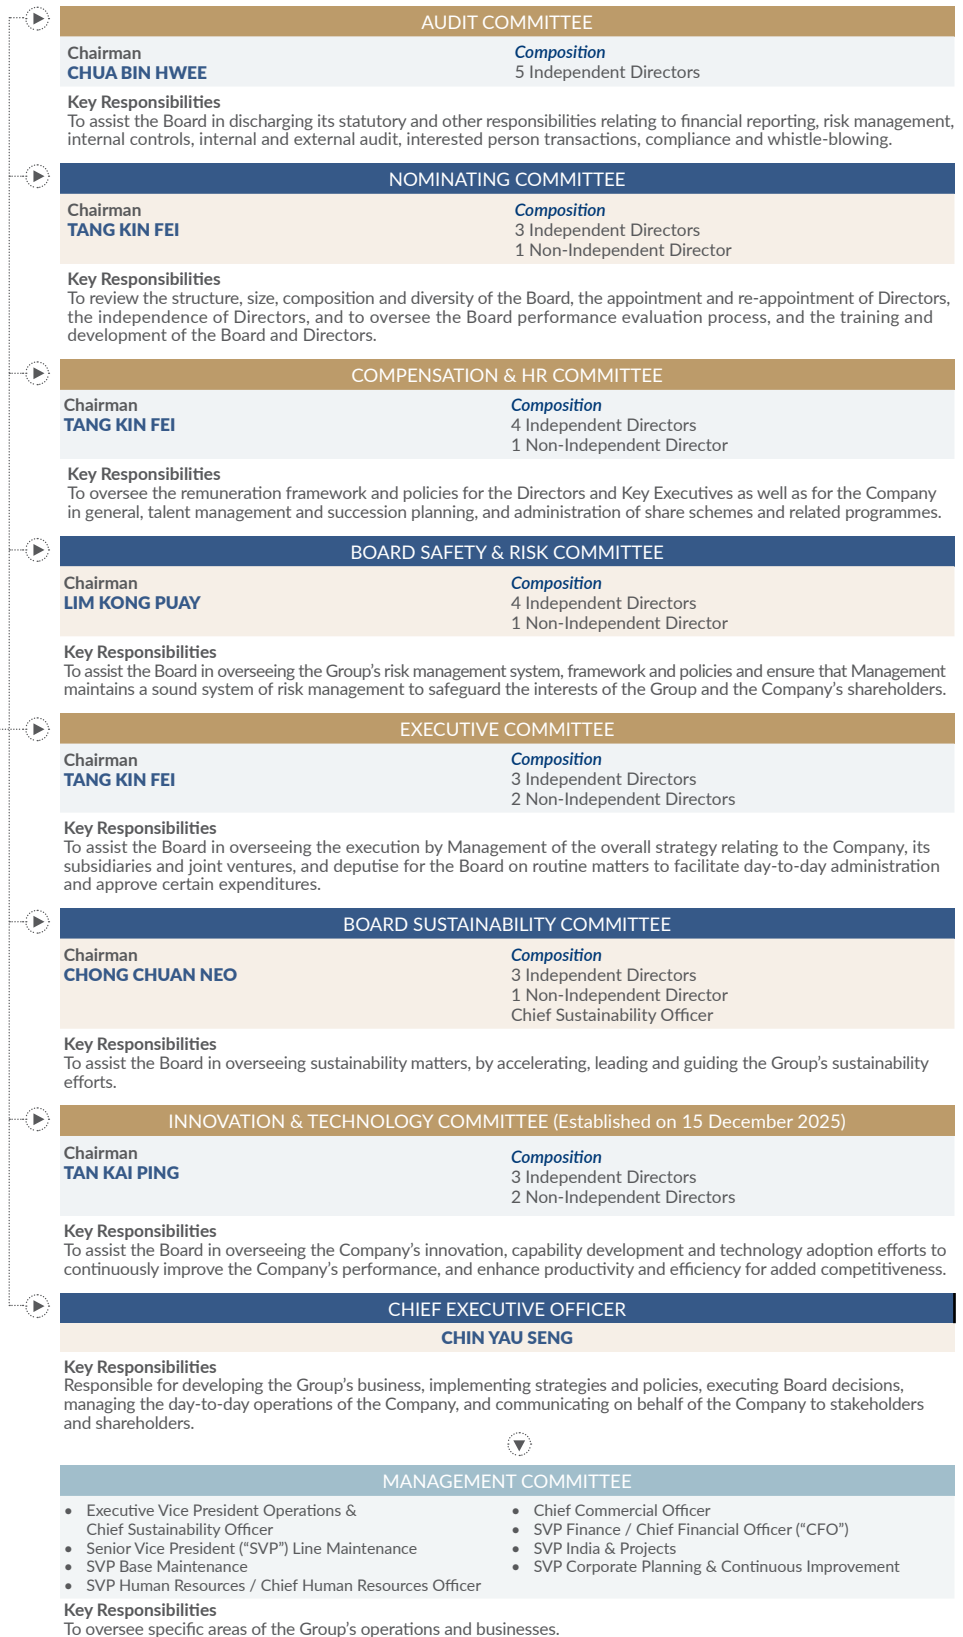 AUDIT COMMITTEE
Chairman
CHUA BIN HWEE
Composition
5 Independent Directors
Key Responsibilities
To assist the Board in discharging its statutory and other responsibilities relating to financial reporting, risk management,
internal controls, internal and external audit, interested person transactions, compliance and whistle-blowing.
NOMINATING COMMITTEE
Chairman
TANG KIN FEI
Composition
3 Independent Directors
1 Non-Independent Director
Key Responsibilities
To review the structure, size, composition and diversity of the Board, the appointment and re-appointment of Directors,
the independence of Directors, and to oversee the Board performance evaluation process, and the training and
development of the Board and Directors.
COMPENSATION & HR COMMITTEE
Chairman
TANG KIN FEI
Composition
4 Independent Directors
1 Non-Independent Director
Key Responsibilities
To oversee the remuneration framework and policies for the Directors and Key Executives as well as for the Company
in general, talent management and succession planning, and administration of share schemes and related programmes.
BOARD SAFETY & RISK COMMITTEE
Chairman
LIM KONG PUAY
Composition
4 Independent Directors
1 Non-Independent Director
Key Responsibilities
To assist the Board in overseeing the Group's risk management system, framework and policies and ensure that Management
maintains a sound system of risk management to safeguard the interests of the Group and the Company's shareholders.
EXECUTIVE COMMITTEE
Chairman
TANG KIN FEI
Composition
3 Independent Directors
2 Non-Independent Directors
Key Responsibilities
To assist the Board in overseeing the execution by Management of the overall strategy relating to the Company, its
subsidiaries and joint ventures, and deputise for the Board on routine matters to facilitate day-to-day administration
and approve certain expenditures.
BOARD SUSTAINABILITY COMMITTEE
Chairman
CHONG CHUAN NEO
Composition
3 Independent Directors
1 Non-Independent Director
Chief Sustainability Officer
Key Responsibilities
To assist the Board in overseeing sustainability matters, by accelerating, leading and guiding the Group's sustainability
efforts.
INNOVATION & TECHNOLOGY COMMITTEE (Established on 15 December 2025)
Chairman
TAN KAI PING
Composition
3 Independent Directors
2 Non-Independent Directors
Key Responsibilities
To assist the Board in overseeing the Company's innovation, capability development and technology adoption efforts to
continuously improve the Company's performance, and enhance productivity and efficiency for added competitiveness.
CHIEF EXECUTIVE OFFICER
CHIN YAU SENG
Key Responsibilities
Responsible for developing the Group's business, implementing strategies and policies, executing Board decisions,
managing the day-to-day operations of the Company, and communicating on behalf of the Company to stakeholders
and shareholders.
MANAGEMENT COMMITTEE
• Executive Vice President Operations &
Chief Sustainability Officer
• Senior Vice President (“SVP”) Line Maintenance
• SVP Base Maintenance
• SVP Human Resources / Chief Human Resources Officer
• Chief Commercial Officer
• SVP Finance / Chief Financial Officer (“CFO”)
• SVP India & Projects
• SVP Corporate Planning & Continuous Improvement
Key Responsibilities
To oversee specific areas of the Group's operations and businesses.